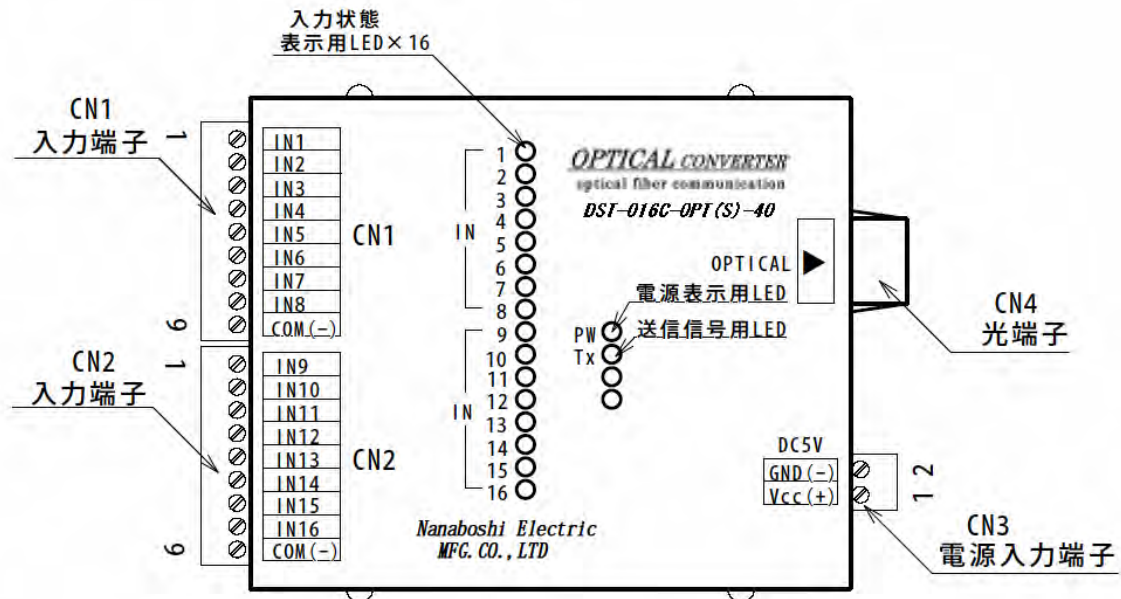 入力状態
表示用LED×16
CN1
入力端子
1
9
IN1
IN2
IN3
IN4
IN5
IN6
IN7
IN8
COM(-)
CN1
CN2
入力端子
1
9
IN9
IN10
IN11
IN12
IN13
IN14
IN15
IN16
COM(-)
CN2
IN
1
2
3
4
5
6
7
8
IN
9
10
11
12
13
14
15
16
OPTICAL CONVERTER
optical fiber communication
DST-016C-OPT(S)-40
OPTICAL
電源表示用LED
PW
送信信号用LED
Tx
CN4
光端子
DC5V
GND(-)
Vcc(+)
1 2
CN3
電源入力端子
Nanaboshi Electric
MFG.CO.,LTD